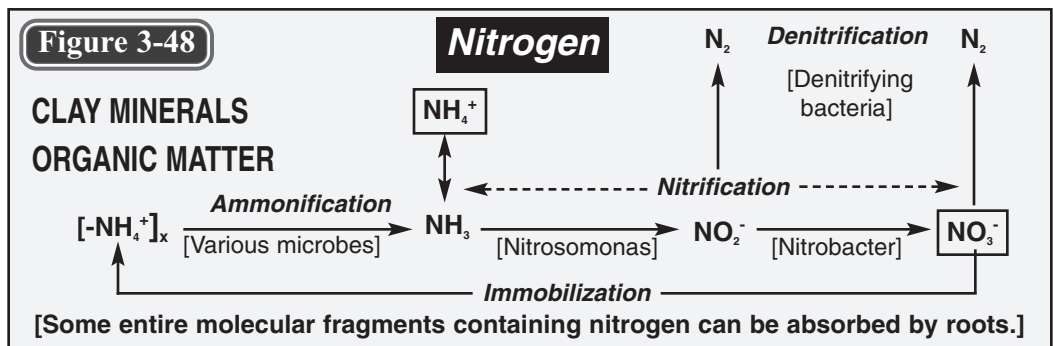 Figure 3-48
Nitrogen
N₂ Denitrification N₂
[Denitrifying
bacteria]
CLAY MINERALS
ORGANIC MATTER
NH₄⁺
Nitrification
Ammonification
[-NH₄⁺]ₓ [Various microbes] NH₃ [Nitrosomonas] NO₂⁻ [Nitrobacter] NO₃⁻
Immobilization
[Some entire molecular fragments containing nitrogen can be absorbed by roots.]